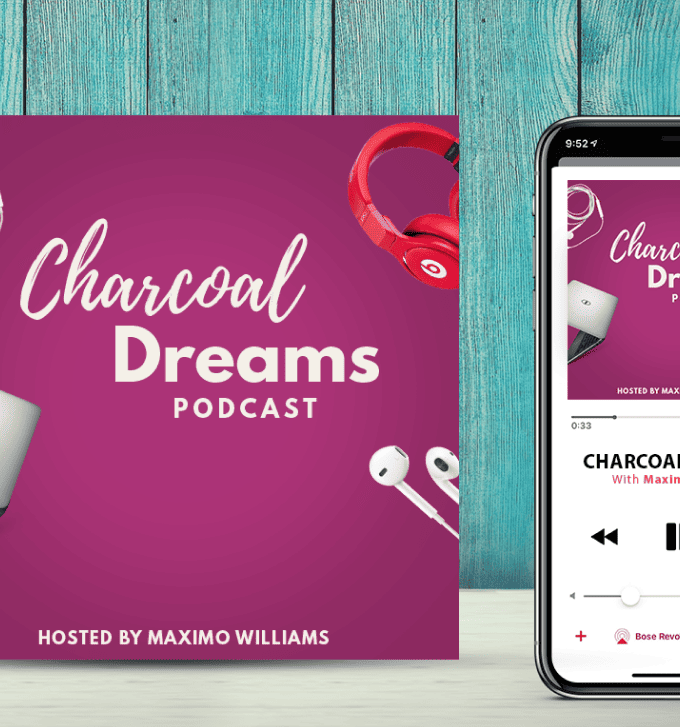 Charcoal
Dreams
PODCAST
HOSTED BY MAXIMO WILLIAMS
9:52
Charc
Dr
P
HOSTED BY MAX
0:33
CHARCOAL
With Maxim
Bose Revo